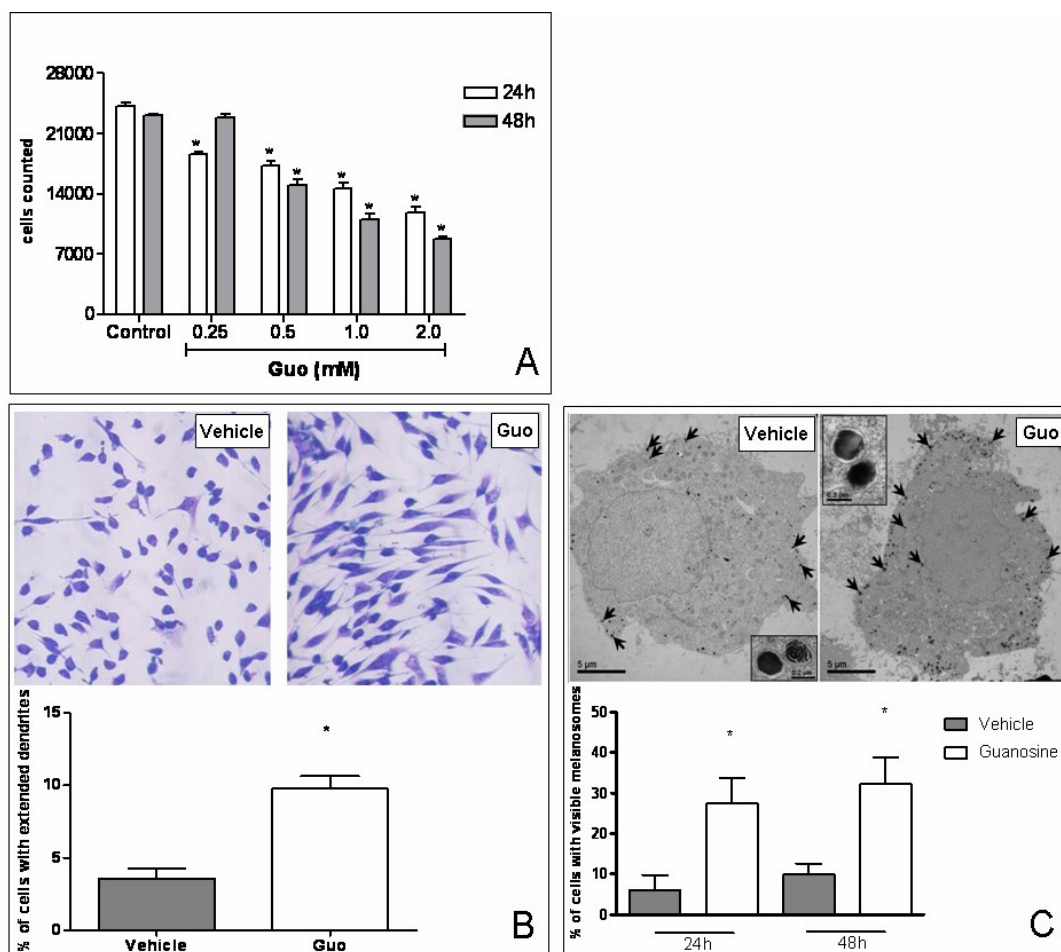 28000
21000
14000
7000
0
cells counted
24h
48h
*
* *
* *
* *
Control 0.25 0.5 1.0 2.0
Guo (mM)
A
Vehicle
Guo
15
10
5
0
% of cells with extended dendrites
*
Vehicle Guo
B
Vehicle
5 µm
0.2 µm
Guo
0.2 µm
5 µm
50
40
30
20
10
0
% of cells with visible melanosomes
* *
Vehicle
Guanosine
24h 48h
C